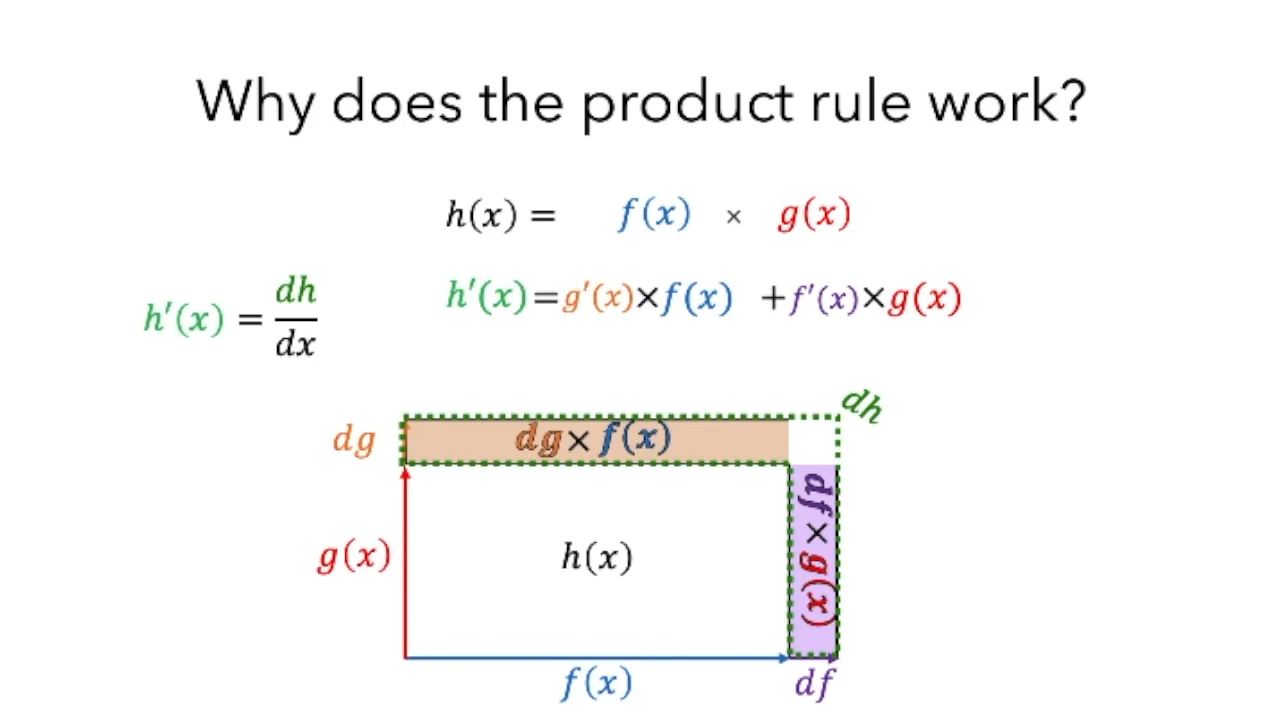 Why does the product rule work?
h(x) = f(x) × g(x)
h′(x) = dh/dx
h′(x)=g′(x)×f(x) +f′(x)×g(x)
dh
dg
dg×f(x)
df×g(x)
g(x)
h(x)
f(x)
df